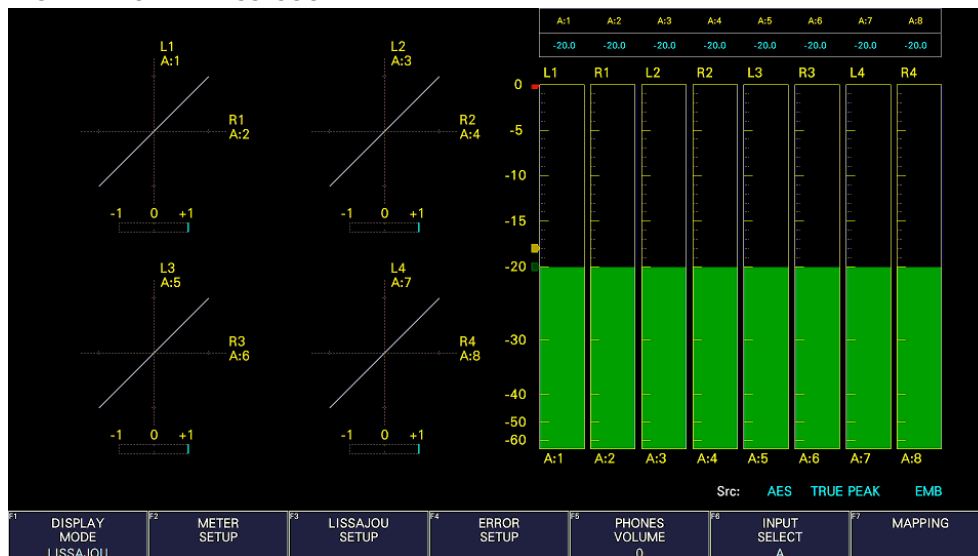 A:1 A:2 A:3 A:4 A:5 A:6 A:7 A:8
-20.0 -20.0 -20.0 -20.0 -20.0 -20.0 -20.0 -20.0
L1
A:1
R1
A:2
-1 0 +1
L2
A:3
R2
A:4
-1 0 +1
L3
A:5
R3
A:6
-1 0 +1
L4
A:7
R4
A:8
-1 0 +1
L1 R1 L2 R2 L3 R3 L4 R4
0
-5
-10
-15
-20
-30
-40
-50
-60
A:1 A:2 A:3 A:4 A:5 A:6 A:7 A:8
Src: AES TRUE PEAK EMB
F1 DISPLAY
MODE
LISSAJOU
F2 METER
SETUP
F3 LISSAJOU
SETUP
F4 ERROR
SETUP
F5 PHONES
VOLUME
0
F6 INPUT
SELECT
A
F7 MAPPING